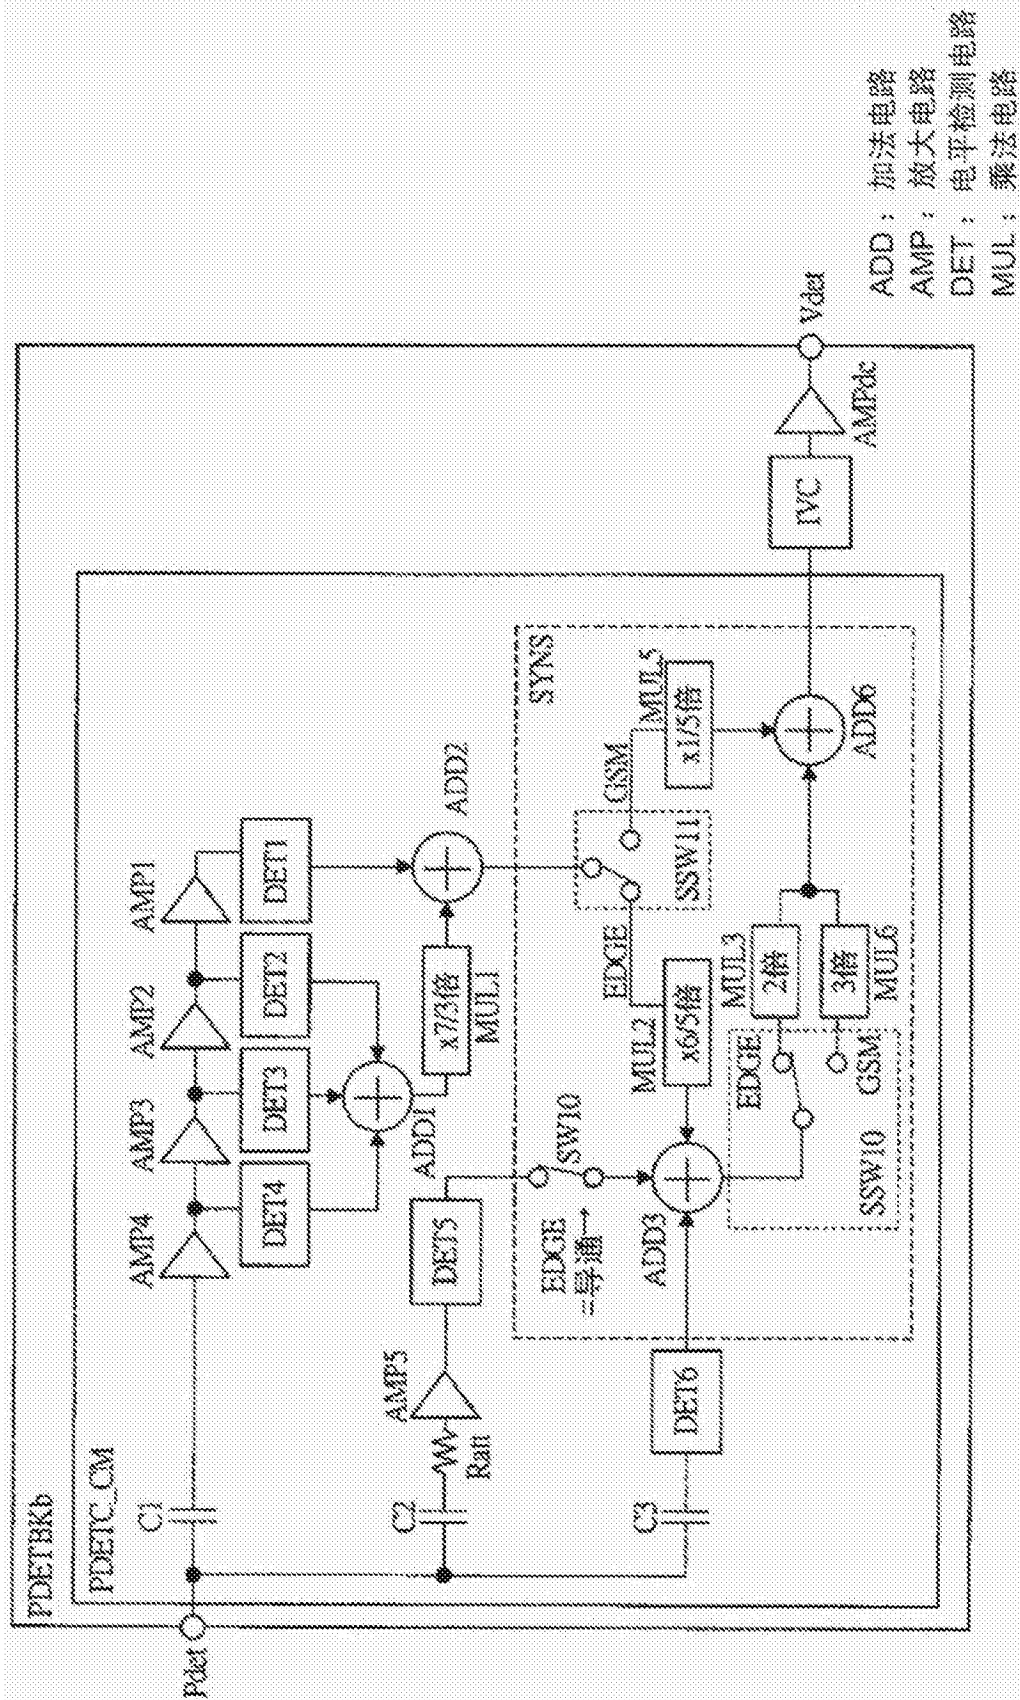 PDETBKb
PDETC_CM
Pdet
C1
AMP4
AMP3
AMP2
AMP1
DET4
DET3
DET2
DET1
ADD1
x7/3倍
MUL1
ADD2
C2
Ratt
AMP5
DET5
SYNS
EDGE
=导通→
SW10
C3
DET6
ADD3
MUL2
x6/5倍
EDGE
SSW11
GSM
MUL5
x1/5倍
SSW10
EDGE
GSM
MUL3
2倍
3倍
MUL6
ADD6
IVC
AMPdc
Vdet
ADD：加法电路
AMP：放大电路
DET：电平检测电路
MUL：乘法电路